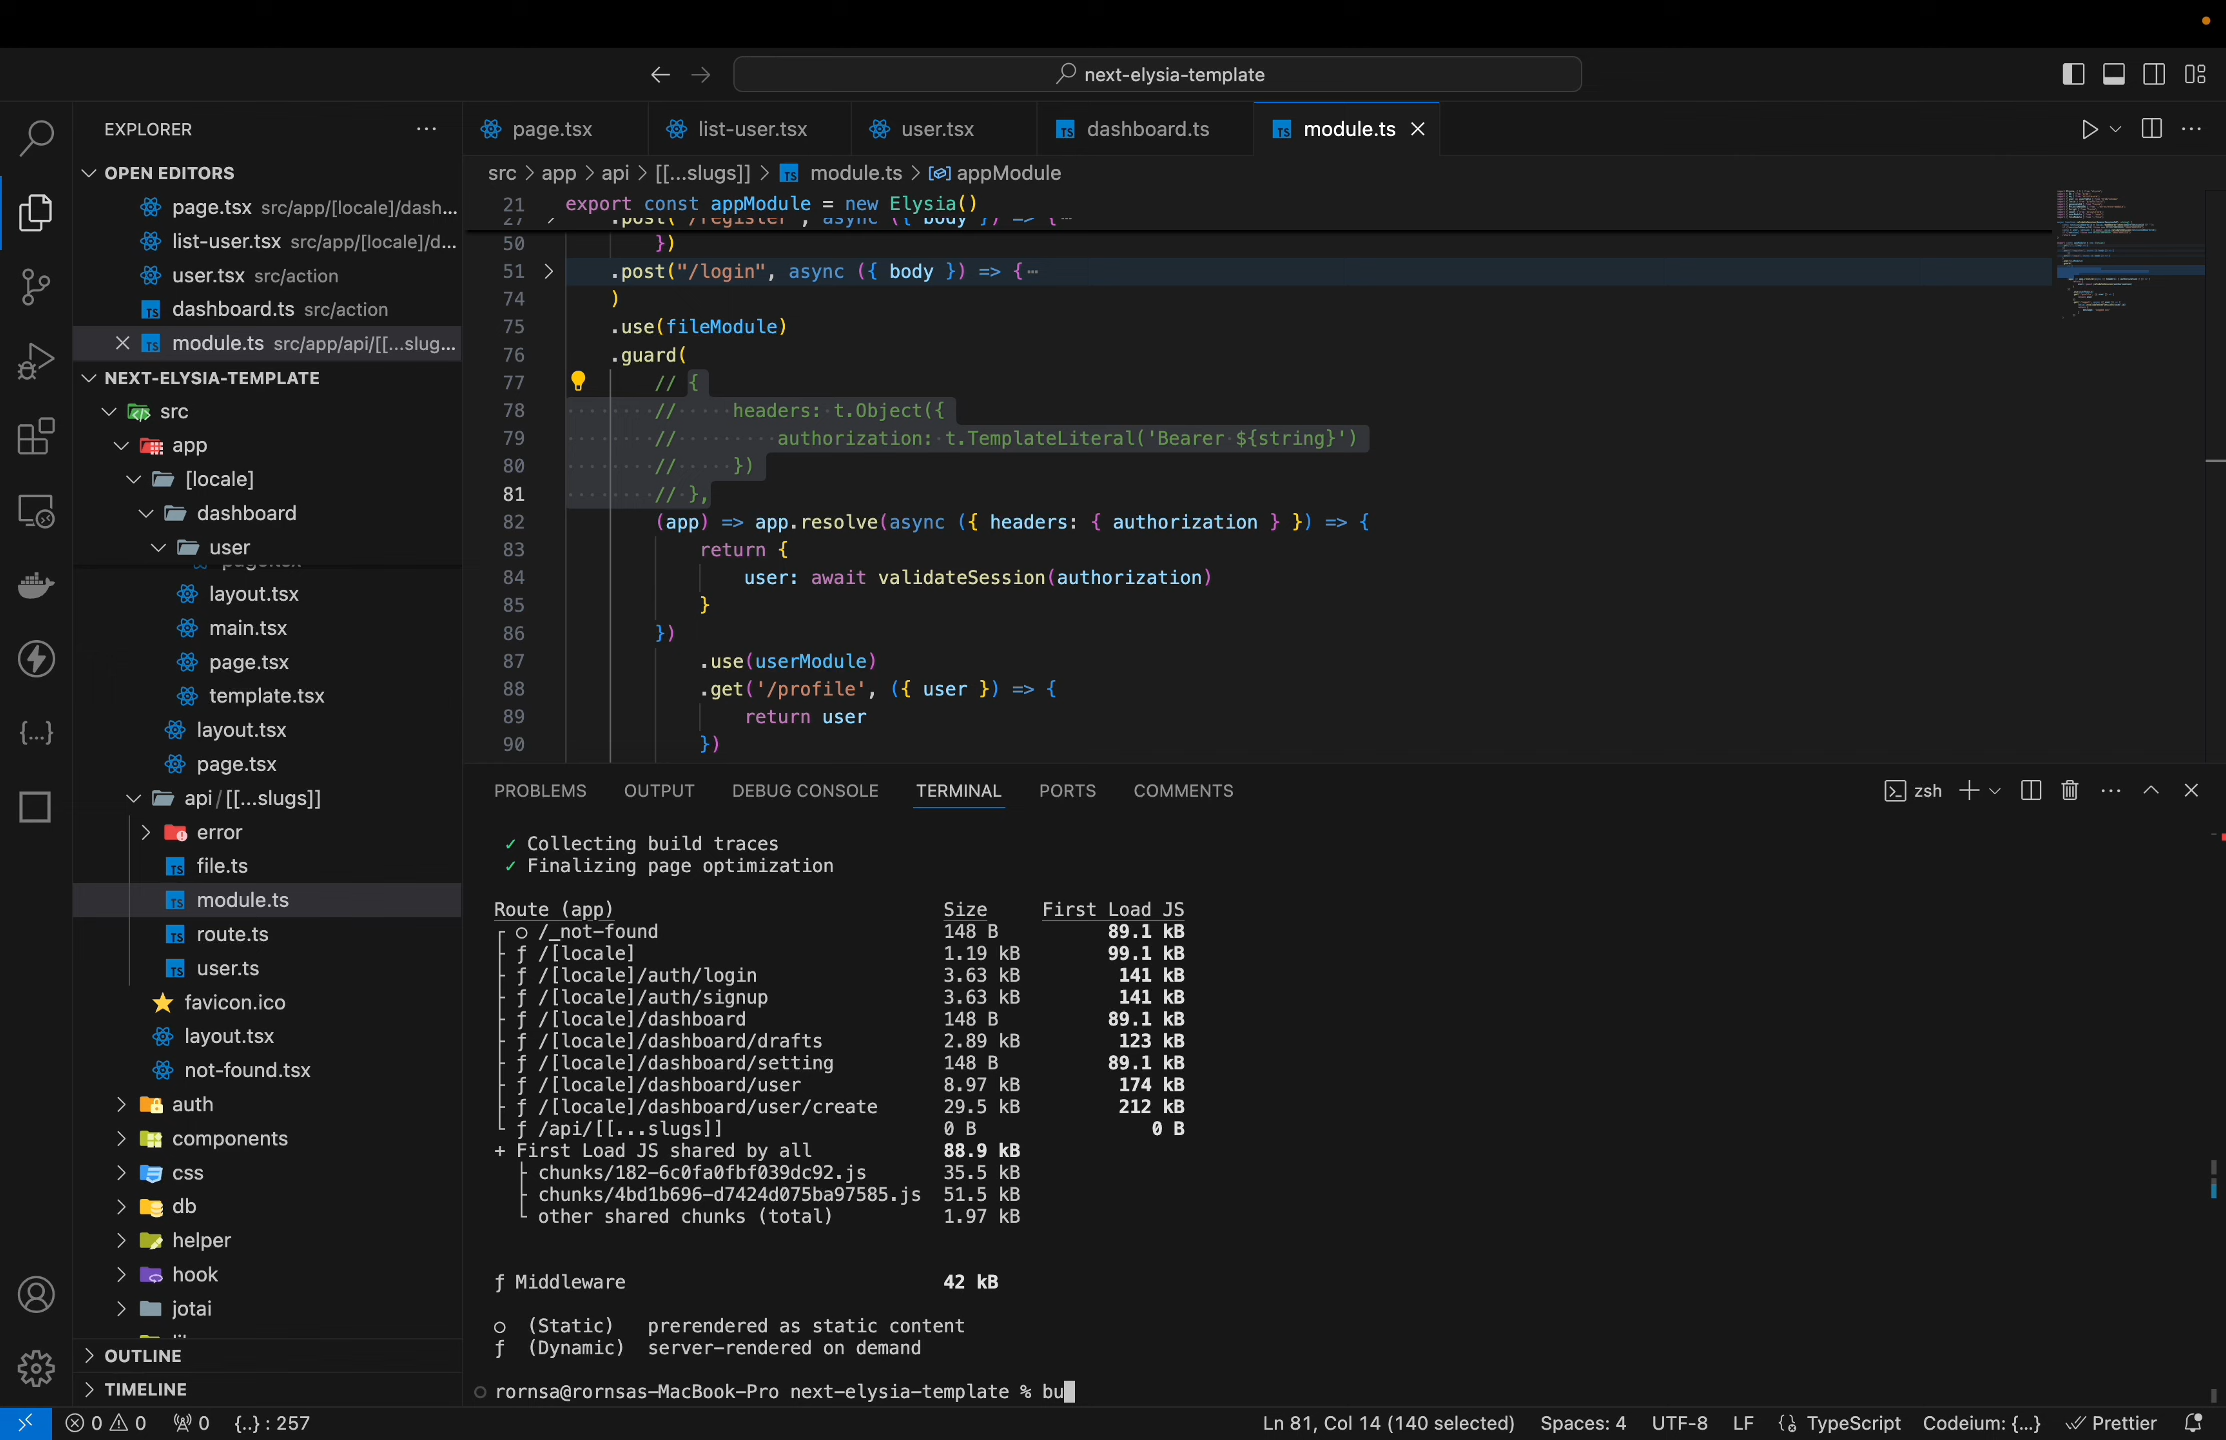 next-elysia-template
EXPLORER
OPEN EDITORS
page.tsx src/app/[locale]/dash...
list-user.tsx src/app/[locale]/d...
user.tsx src/action
dashboard.ts src/action
module.ts src/app/api/[[...slug...
NEXT-ELYSIA-TEMPLATE
src
app
[locale]
dashboard
user
layout.tsx
main.tsx
page.tsx
template.tsx
layout.tsx
page.tsx
api/[[...slugs]]
error
file.ts
module.ts
route.ts
user.ts
favicon.ico
layout.tsx
not-found.tsx
auth
components
css
db
helper
hook
jotai
OUTLINE
TIMELINE
page.tsx list-user.tsx user.tsx dashboard.ts module.ts
src > app > api > [[...slugs]] > module.ts > appModule
21 export const appModule = new Elysia()
27 .post("/register", async ({ body }) => {
50 })
51 .post("/login", async ({ body }) => {
74 )
75 .use(fileModule)
76 .guard(
77 // {
78 // headers: t.Object({
79 // authorization: t.TemplateLiteral('Bearer ${string}')
80 // })
81 // },
82 (app) => app.resolve(async ({ headers: { authorization } }) => {
83 return {
84 user: await validateSession(authorization)
85 }
86 })
87 .use(userModule)
88 .get('/profile', ({ user }) => {
89 return user
90 })
PROBLEMS OUTPUT DEBUG CONSOLE TERMINAL PORTS COMMENTS
zsh
✓ Collecting build traces
✓ Finalizing page optimization
Route (app) Size First Load JS
┌ ○ /_not-found 148 B 89.1 kB
├ ƒ /[locale] 1.19 kB 99.1 kB
├ ƒ /[locale]/auth/login 3.63 kB 141 kB
├ ƒ /[locale]/auth/signup 3.63 kB 141 kB
├ ƒ /[locale]/dashboard 148 B 89.1 kB
├ ƒ /[locale]/dashboard/drafts 2.89 kB 123 kB
├ ƒ /[locale]/dashboard/setting 148 B 89.1 kB
├ ƒ /[locale]/dashboard/user 8.97 kB 174 kB
├ ƒ /[locale]/dashboard/user/create 29.5 kB 212 kB
└ ƒ /api/[[...slugs]] 0 B 0 B
+ First Load JS shared by all 88.9 kB
├ chunks/182-6c0fa0fbf039dc92.js 35.5 kB
├ chunks/4bd1b696-d7424d075ba97585.js 51.5 kB
└ other shared chunks (total) 1.97 kB
ƒ Middleware 42 kB
○ (Static) prerendered as static content
ƒ (Dynamic) server-rendered on demand
rornsa@rornsas-MacBook-Pro next-elysia-template % bu
0 0 0 {..} : 257
Ln 81, Col 14 (140 selected) Spaces: 4 UTF-8 LF TypeScript Codeium: {...} Prettier